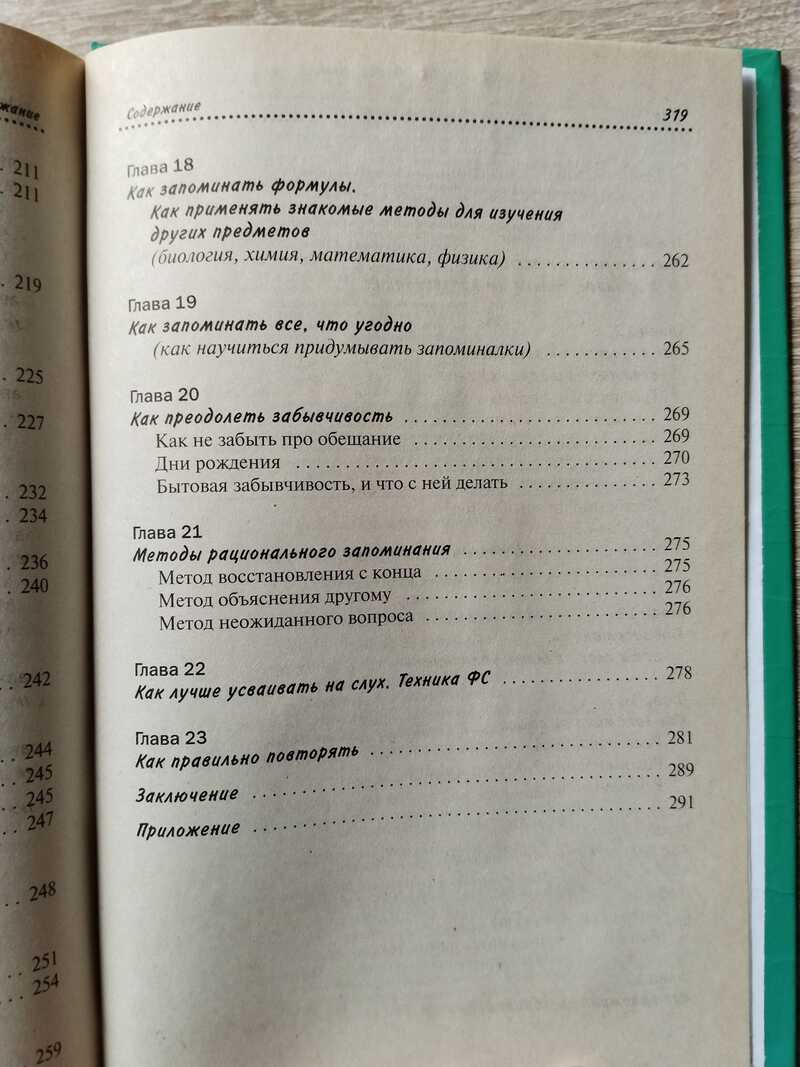 жание
211
211
219
225
227
232
234
236
240
242
244
245
245
247
248
251
254
259
Содержание 319
Глава 18
Как запоминать формулы.
Как применять знакомые методы для изучения
других предметов
(биология, химия, математика, физика) 262
Глава 19
Как запоминать все, что угодно
(как научиться придумывать запоминалки) 265
Глава 20
Как преодолеть забывчивость 269
Как не забыть про обещание 269
Дни рождения 270
Бытовая забывчивость, и что с ней делать 273
Глава 21
Методы рационального запоминания 275
Метод восстановления с конца 275
Метод объяснения другому 276
Метод неожиданного вопроса 276
Глава 22
Как лучше усваивать на слух. Техника ФС 278
Глава 23
Как правильно повторять 281
Заключение 289
Приложение 291